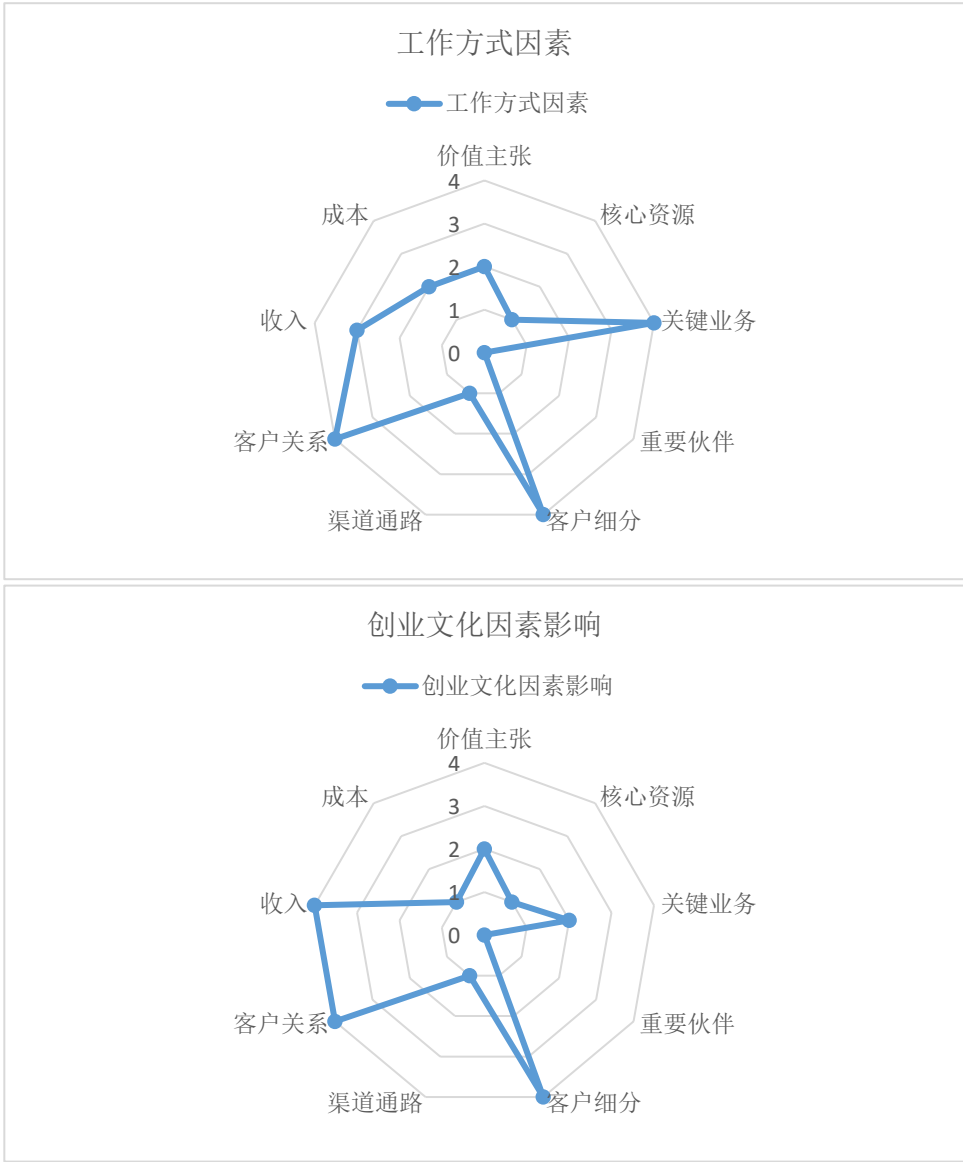 工作方式因素
工作方式因素
价值主张
4
核心资源
成本
3
2
1
关键业务
收入
0
客户关系
重要伙伴
渠道通路
客户细分
创业文化因素影响
创业文化因素影响
价值主张
4
核心资源
成本
3
2
1
关键业务
收入
0
客户关系
重要伙伴
渠道通路
客户细分